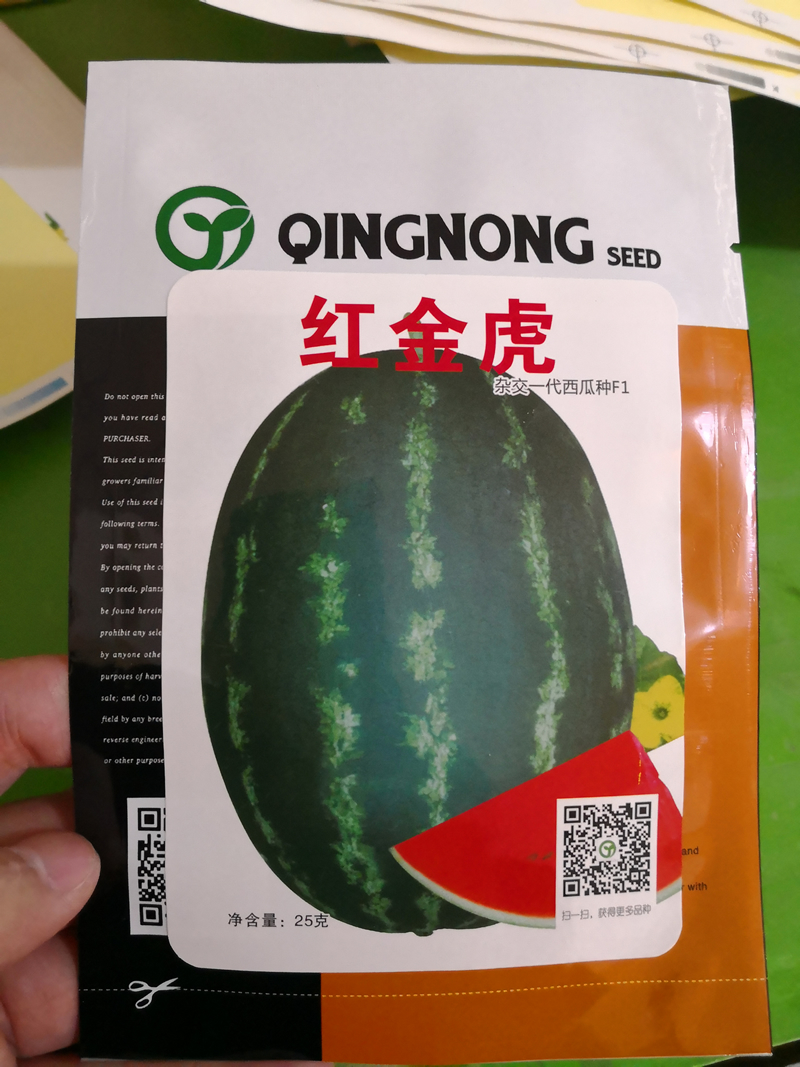 QINGNONG SEED
红金虎
杂交一代西瓜种F1
Do not open this
you have read a
PURCHASER.
This seed is inten
growers familiar
Use of this seed i
following terms.
you may return t
By opening the c
any seeds, plants
be found herein
prohibit any sele
by anyone othe
purposes of harv
sale; and (c) no
field by any bree
reverse engineer
or other purpose
and
with
净含量：25克
扫一扫，获得更多品种